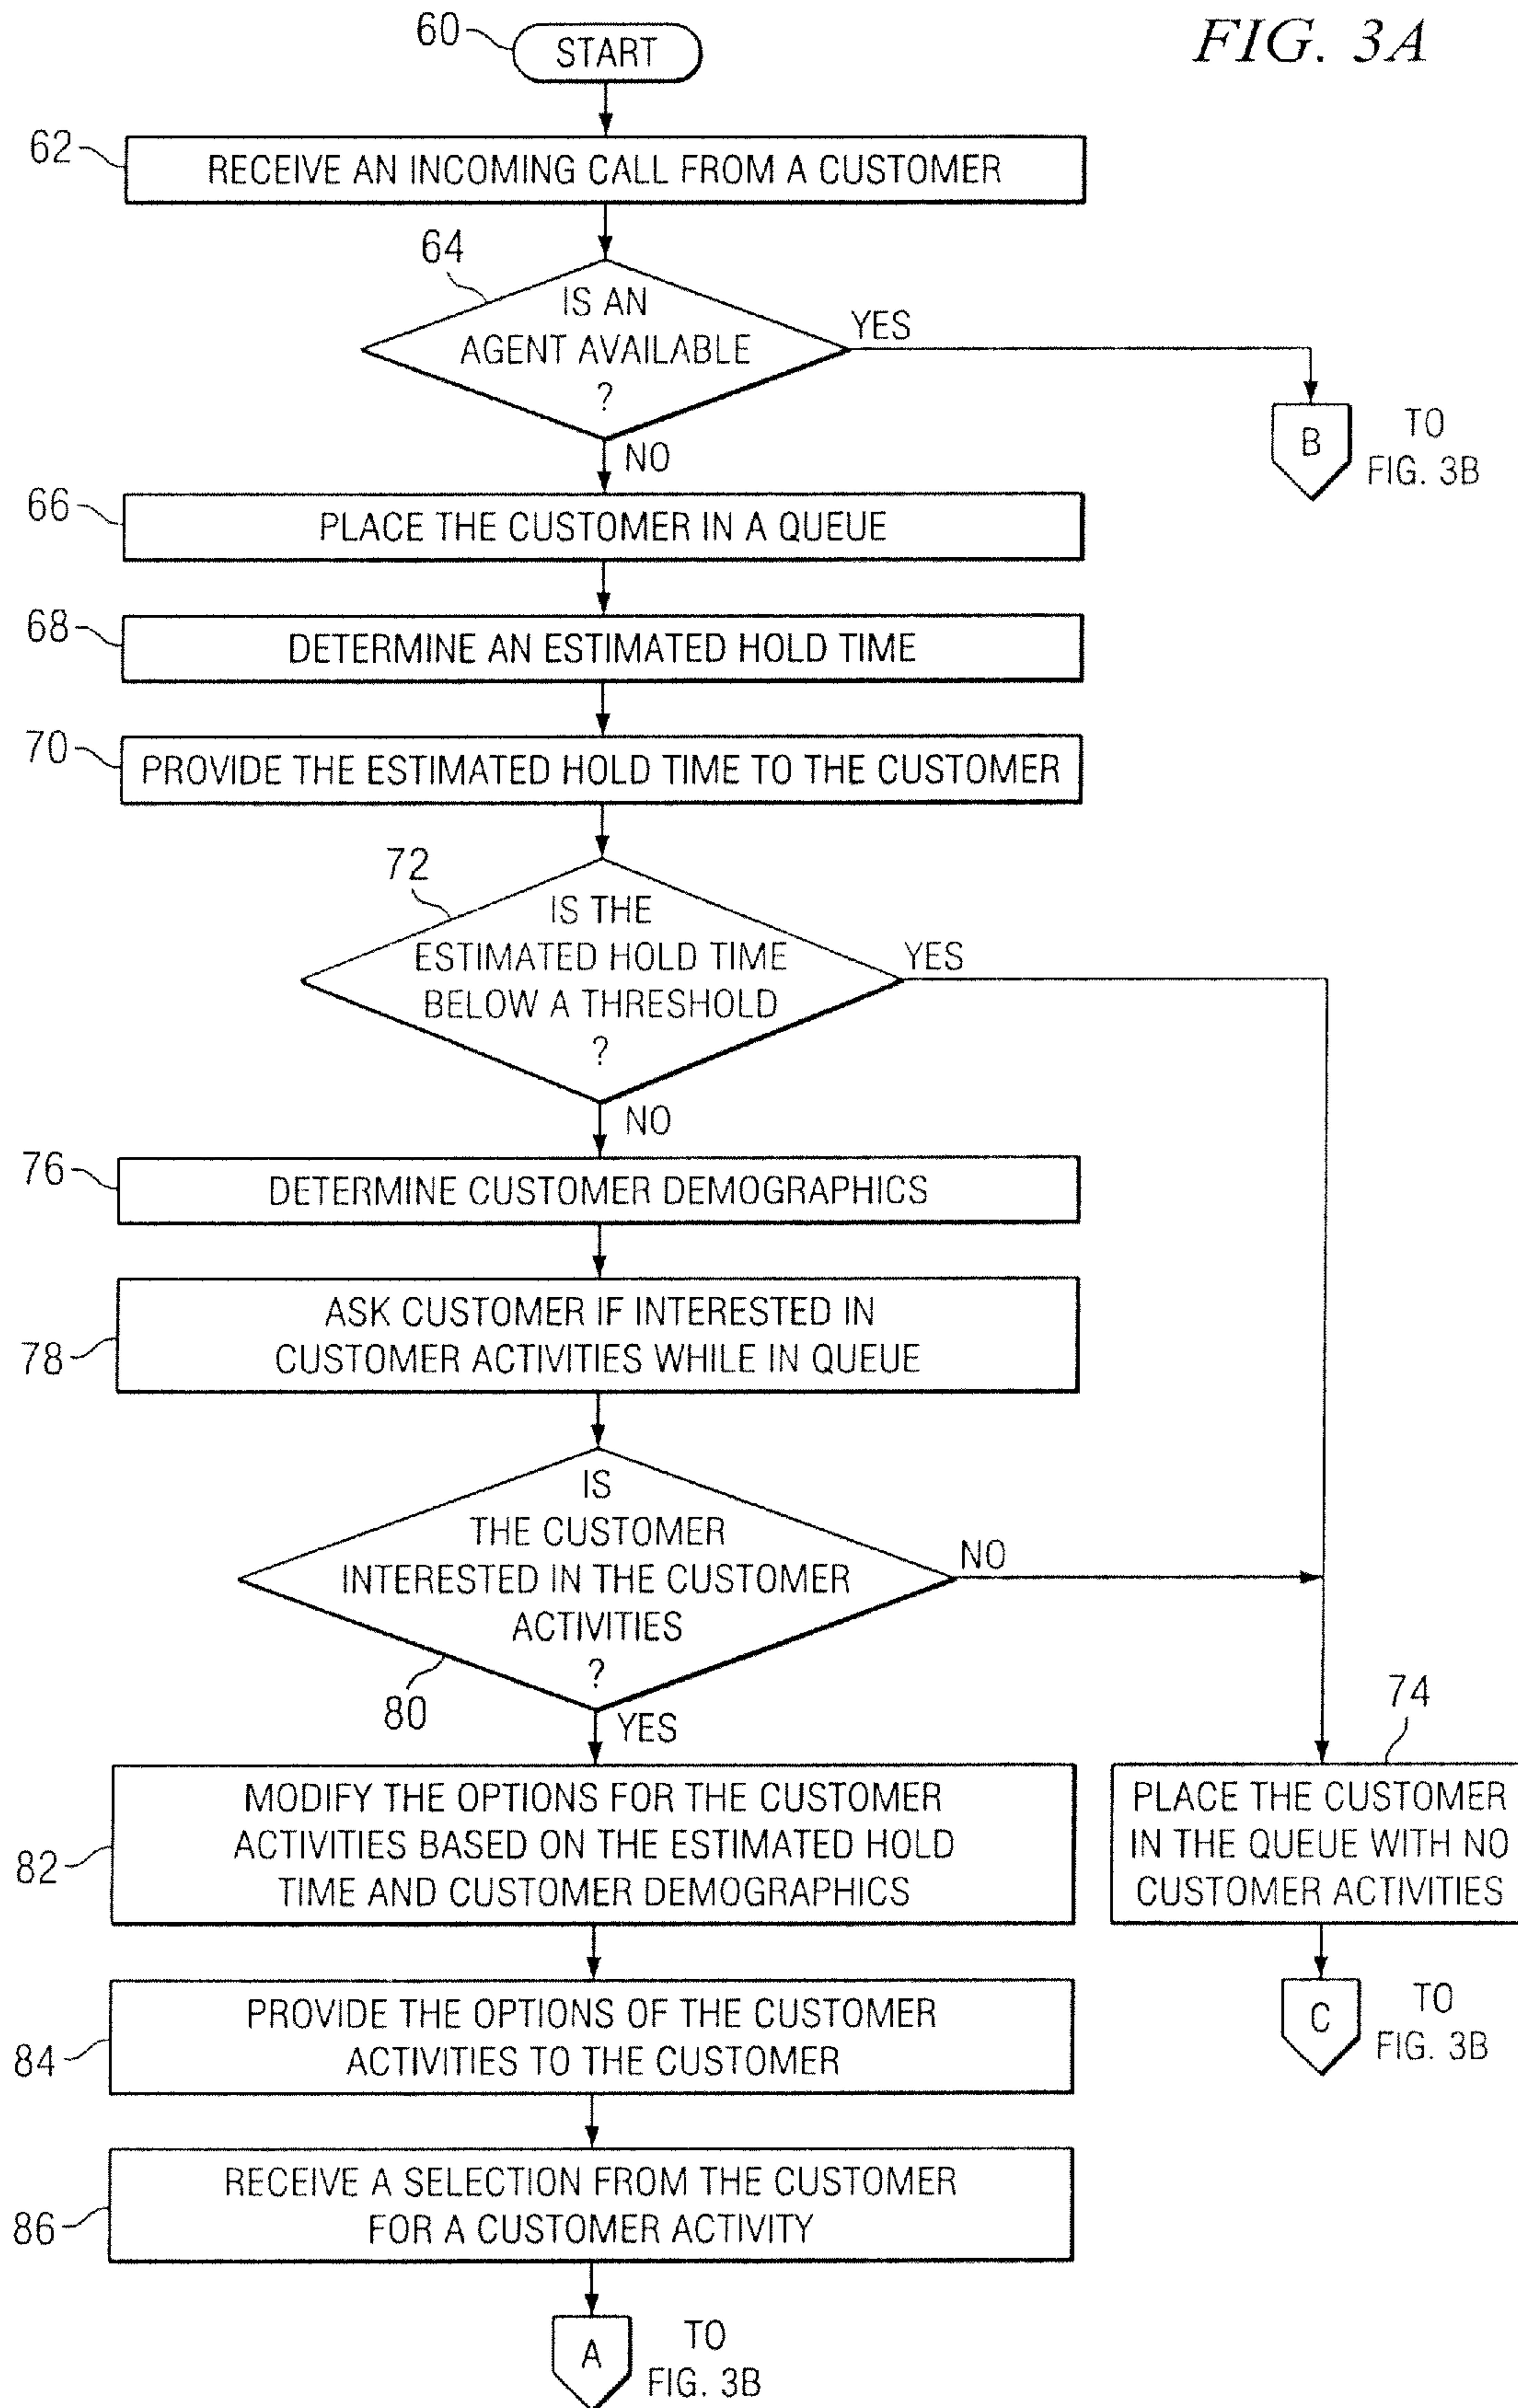 FIG. 3A
60
START
62
RECEIVE AN INCOMING CALL FROM A CUSTOMER
64
IS AN
AGENT AVAILABLE
?
YES
NO
B
TO
FIG. 3B
66
PLACE THE CUSTOMER IN A QUEUE
68
DETERMINE AN ESTIMATED HOLD TIME
70
PROVIDE THE ESTIMATED HOLD TIME TO THE CUSTOMER
72
IS THE
ESTIMATED HOLD TIME
BELOW A THRESHOLD
?
YES
NO
76
DETERMINE CUSTOMER DEMOGRAPHICS
78
ASK CUSTOMER IF INTERESTED IN
CUSTOMER ACTIVITIES WHILE IN QUEUE
IS
THE CUSTOMER
INTERESTED IN THE CUSTOMER
ACTIVITIES
?
80
NO
YES
74
PLACE THE CUSTOMER
IN THE QUEUE WITH NO
CUSTOMER ACTIVITIES
C
TO
FIG. 3B
82
MODIFY THE OPTIONS FOR THE CUSTOMER
ACTIVITIES BASED ON THE ESTIMATED HOLD
TIME AND CUSTOMER DEMOGRAPHICS
84
PROVIDE THE OPTIONS OF THE CUSTOMER
ACTIVITIES TO THE CUSTOMER
86
RECEIVE A SELECTION FROM THE CUSTOMER
FOR A CUSTOMER ACTIVITY
A
TO
FIG. 3B